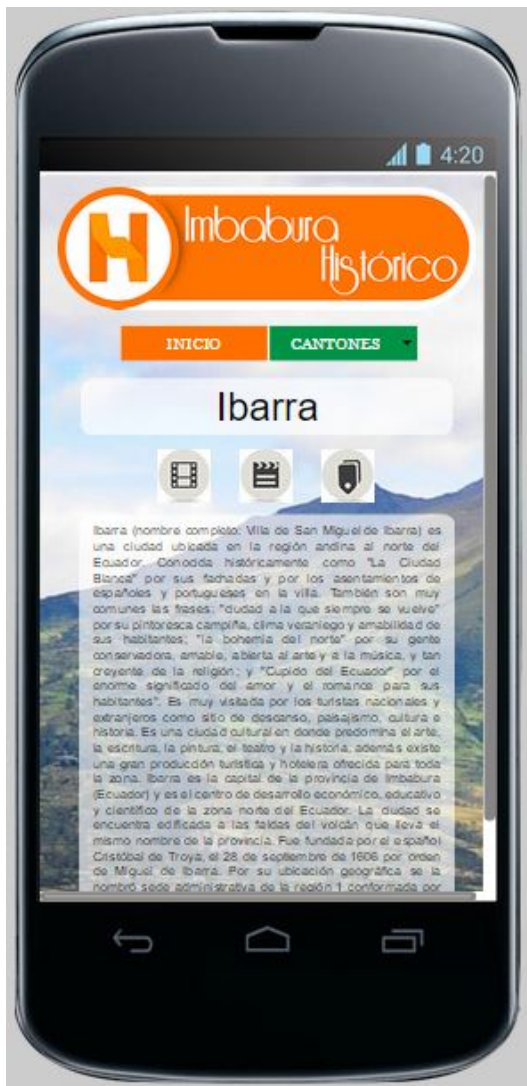 4:20
Imbabura
Histórico
INICIO
CANTONES
Ibarra
Ibarra (nombre completo: Villa de San Miguel de Ibarra) es
una ciudad ubicada en la región andina al norte del
Ecuador. Conocida históricamente como "La Ciudad
Blanca" por sus fachadas y por los asentamientos de
españoles y portugueses en la villa. También son muy
comunes las frases: "ciudad a la que siempre se vuelve"
por su pintoresca campiña, clima veraniego y amabilidad de
sus habitantes; "la bohemia del norte" por su gente
conservadora, amable, abierta al arte y a la música, y tan
creyente de la religión; y "Cupido del Ecuador" por el
enorme significado del amor y el romance para sus
habitantes". Es muy visitada por los turistas nacionales y
extranjeros como sitio de descanso, paisajismo, cultura e
historia. Es una ciudad cultural en donde predomina el arte,
la escritura, la pintura, el teatro y la historia, además existe
una gran producción turística y hotelera ofrecida para toda
la zona. Ibarra es la capital de la provincia de Imbabura
(Ecuador) y es el centro de desarrollo económico, educativo
y científico de la zona norte del Ecuador. La ciudad se
encuentra edificada a las faldas del volcán que lleva el
mismo nombre de la provincia. Fue fundada por el español
Cristóbal de Troya, el 28 de septiembre de 1606 por orden
de Miguel de Ibarra. Por su ubicación geográfica se la
nombró sede administrativa de la región 1 conformada por